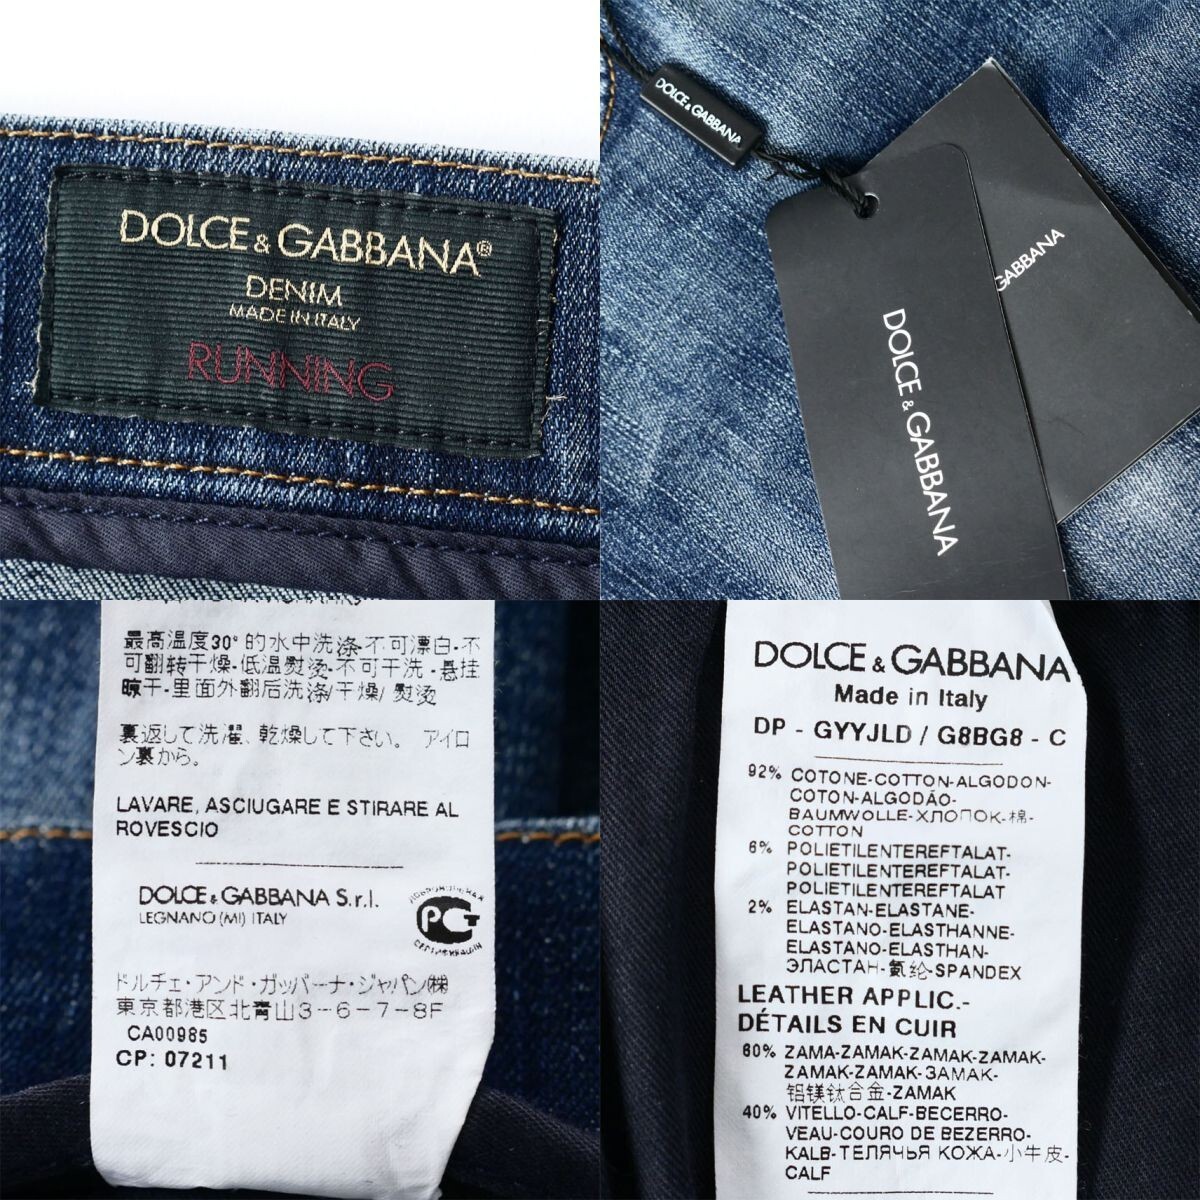 DOLCE & GABBANA®
DENIM
MADE IN ITALY
RUNNING
DOLCE & GABBANA
GABBANA
DOLCE & GABBANA
最高温度30°的水中洗涤-不可漂白-不
可翻转干燥-低温熨烫-不可干洗-悬挂
晾干-里面外翻后洗涤/干燥/ 熨烫
裏返して洗濯、乾燥して下さい。 アイロ
ン裏から。
LAVARE, ASCIUGARE E STIRARE AL
ROVESCIO
DOLCE & GABBANA S.r.l.
LEGNANO (MI) ITALY
ドルチェ・アンド・ガッバーナ・ジャパン㈱
東京都港区北青山3-6-7-8F
CA00985
CP: 07211
DOLCE & GABBANA
Made in Italy
DP - GYYJLD / G8BG8 - C
92% COTONE-COTTON-ALGODON-
COTON-ALGODÃO-
BAUMWOLLE-ХЛОПОК-棉-
COTTON
6% POLIETILENTEREFTALAT-
POLIETILENTEREFTALAT-
POLIETILENTEREFTALAT
2% ELASTAN-ELASTANE-
ELASTANO-ELASTHANNE-
ELASTANO-ELASTHAN-
ЭЛАСТАН-氨纶-SPANDEX
LEATHER APPLIC.-
DÉTAILS EN CUIR
60% ZAMA-ZAMAK-ZAMAK-ZAMAK-
ZAMAK-ZAMAK-ЗАМАК-
铝镁钛合金-ZAMAK
40% VITELLO-CALF-BECERRO-
VEAU-COURO DE BEZERRO-
KALB-ТЕЛЯЧЬЯ КОЖА-小牛皮-
CALF